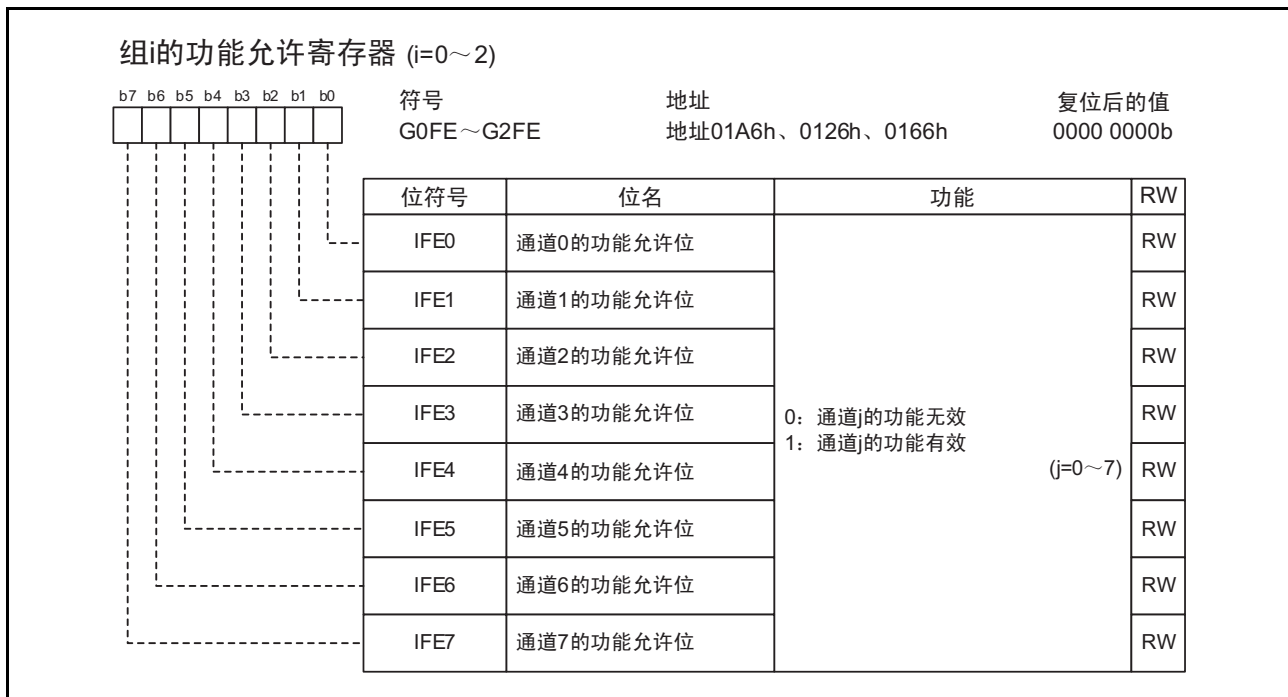 组i的功能允许寄存器 (i=0～2)
b7 b6 b5 b4 b3 b2 b1 b0
符号 地址 复位后的值
G0FE～G2FE 地址01A6h、0126h、0166h 0000 0000b
位符号 位名 功能 RW
IFE0 通道0的功能允许位 RW
IFE1 通道1的功能允许位 RW
IFE2 通道2的功能允许位 RW
IFE3 通道3的功能允许位 RW
0：通道j的功能无效
1：通道j的功能有效
(j=0～7)
IFE4 通道4的功能允许位 RW
IFE5 通道5的功能允许位 RW
IFE6 通道6的功能允许位 RW
IFE7 通道7的功能允许位 RW